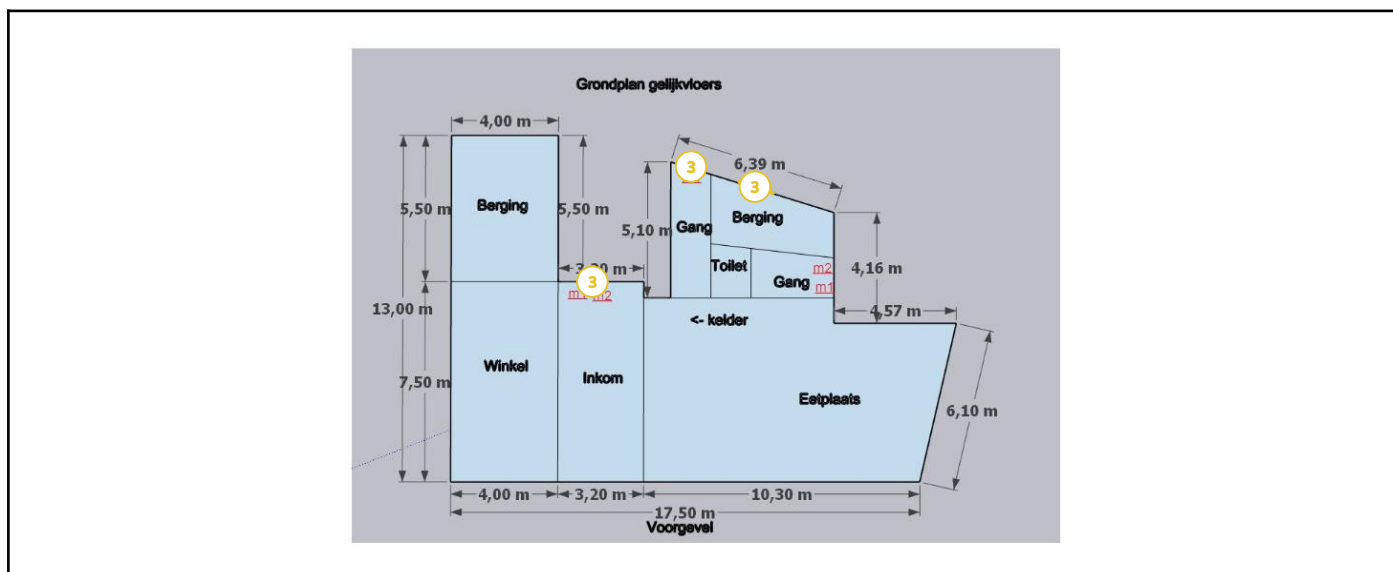 Grondplan gelijkvloers
4,00 m
6,39 m
3
3
Berging
5,50 m
5,50 m
5,10 m
Gang
Berging
Toilet
Gang
m2
m1
4,16 m
3
m2
13,00 m
<- kelder
4,57 m
Winkel
Inkom
7,50 m
Eetplaats
6,10 m
4,00 m
3,20 m
10,30 m
17,50 m
Voorgevel